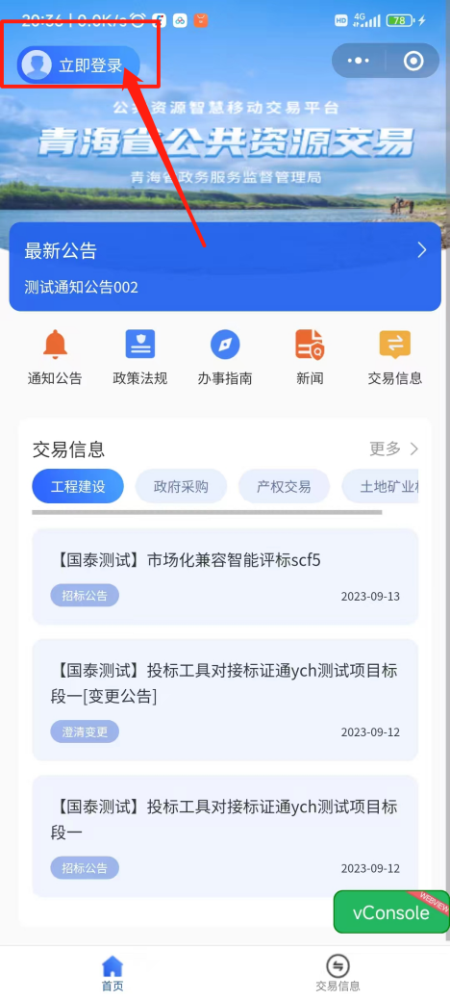 20:36 | 0.0K/s
HD 4G 78
立即登录
公共资源智慧移动交易平台
青海省公共资源交易
青海省政务服务监督管理局
最新公告
测试通知公告002
通知公告 政策法规 办事指南 新闻 交易信息
交易信息 更多
工程建设 政府采购 产权交易 土地矿业
【国泰测试】市场化兼容智能评标scf5
招标公告 2023-09-13
【国泰测试】投标工具对接标证通ych测试项目标
段一[变更公告]
澄清变更 2023-09-12
【国泰测试】投标工具对接标证通ych测试项目标
段一
招标公告 2023-09-12
WEBVIEW
vConsole
首页 交易信息